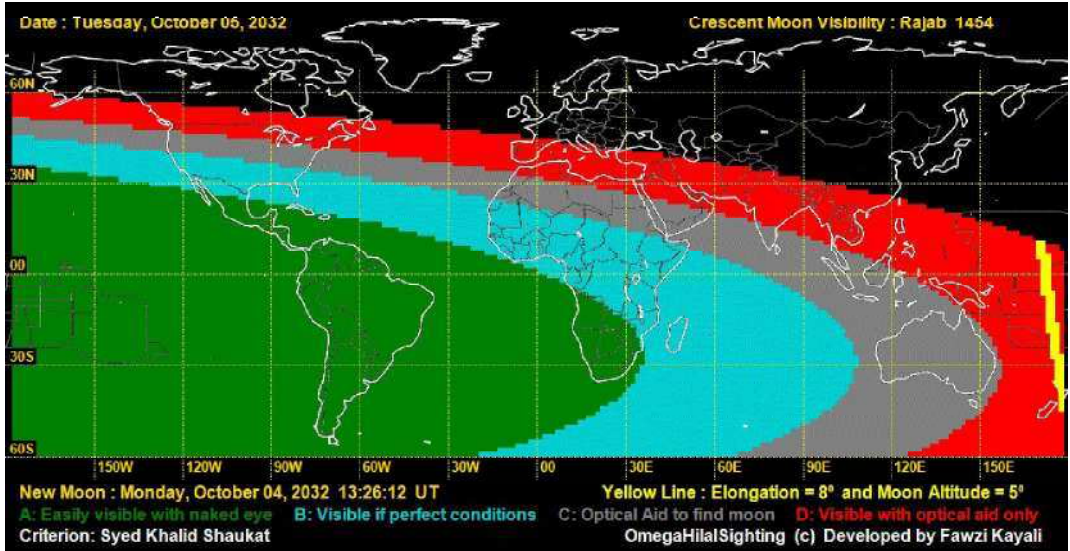 Date : Tuesday, October 05, 2032
Crescent Moon Visibility : Rajab 1454
60N
30N
00
30S
60S
150W 120W 90W 60W 30W 00 30E 60E 90E 120E 150E
New Moon : Monday, October 04, 2032 13:26:12 UT
Yellow Line : Elongation = 8º and Moon Altitude = 5º
A: Easily visible with naked eye B: Visible if perfect conditions C: Optical Aid to find moon D: Visible with optical aid only
Criterion: Syed Khalid Shaukat
OmegaHilalSighting (c) Developed by Fawzi Kayali